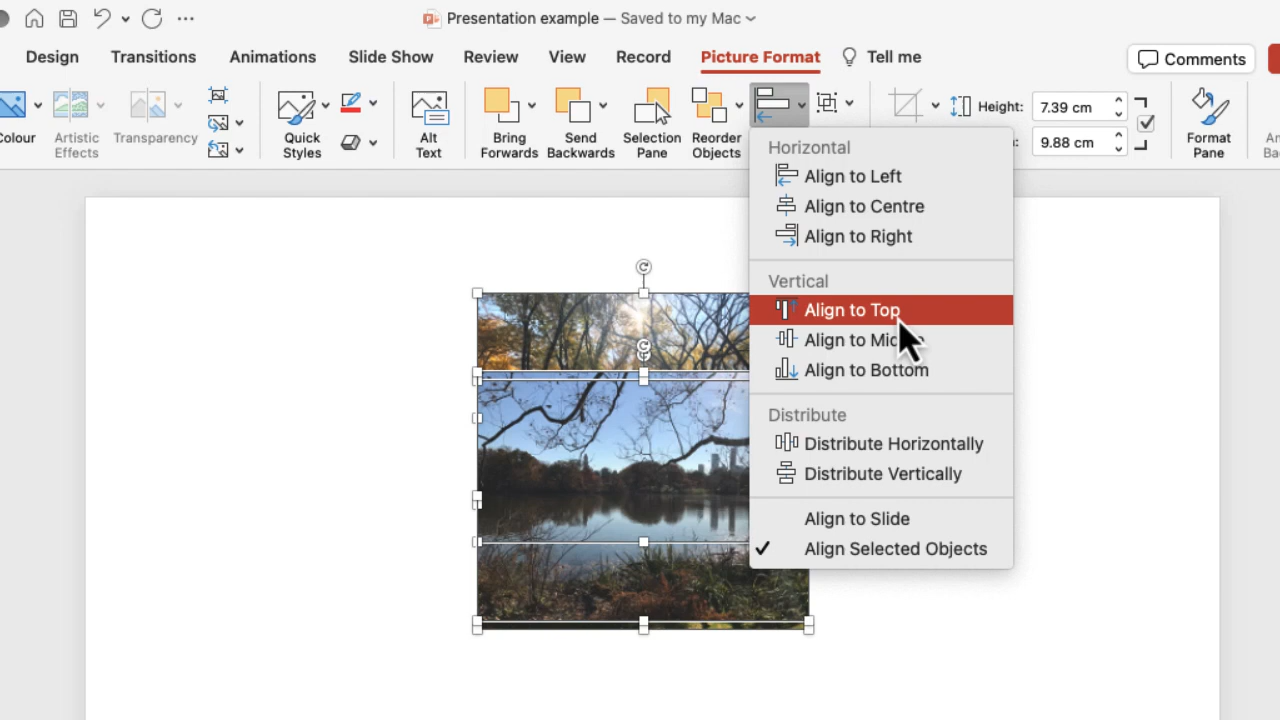 Presentation example — Saved to my Mac
Design Transitions Animations Slide Show Review View Record Picture Format Tell me Comments
Colour
Artistic Effects
Transparency
Quick Styles
Alt Text
Bring Forwards
Send Backwards
Selection Pane
Reorder Objects
Height: 7.39 cm
9.88 cm
Format Pane
Horizontal
Align to Left
Align to Centre
Align to Right
Vertical
Align to Top
Align to
Align to Bottom
Distribute
Distribute Horizontally
Distribute Vertically
Align to Slide
Align Selected Objects